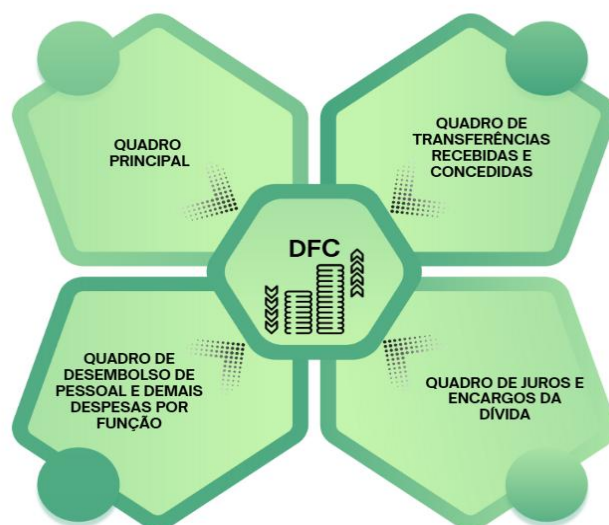 QUADRO
PRINCIPAL
QUADRO DE
TRANSFERÊNCIAS
RECEBIDAS E
CONCEDIDAS
DFC
QUADRO DE
DESEMBOLSO DE
PESSOAL E DEMAIS
DESPESAS POR
FUNÇÃO
QUADRO DE JUROS E
ENCARGOS DA
DÍVIDA